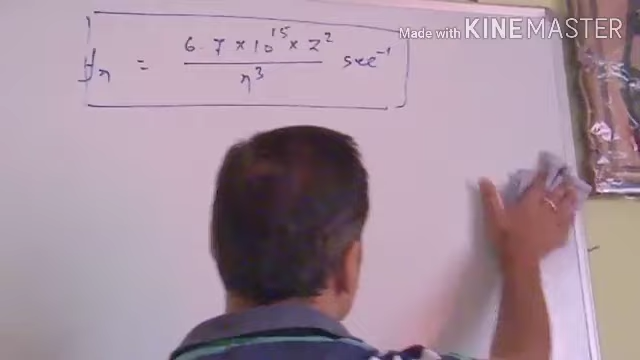 Made with KINEMASTER
fn = 6.7 × 10^15 × Z^2 / n^3 sec^-1